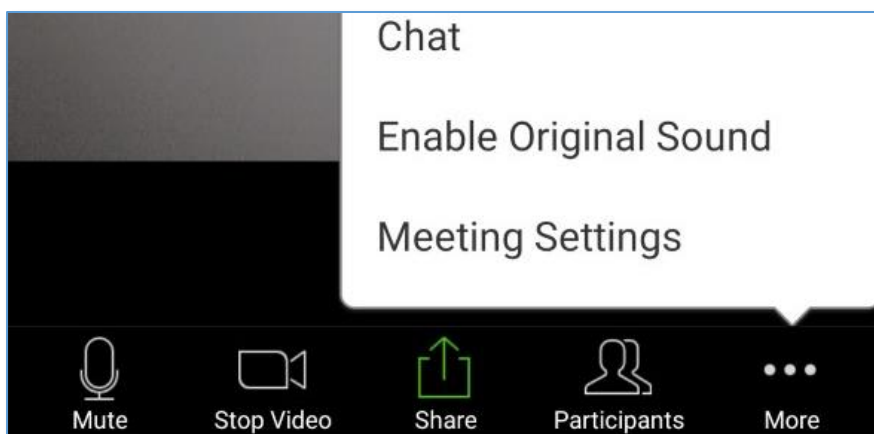 Chat
Enable Original Sound
Meeting Settings
Mute Stop Video Share Participants More